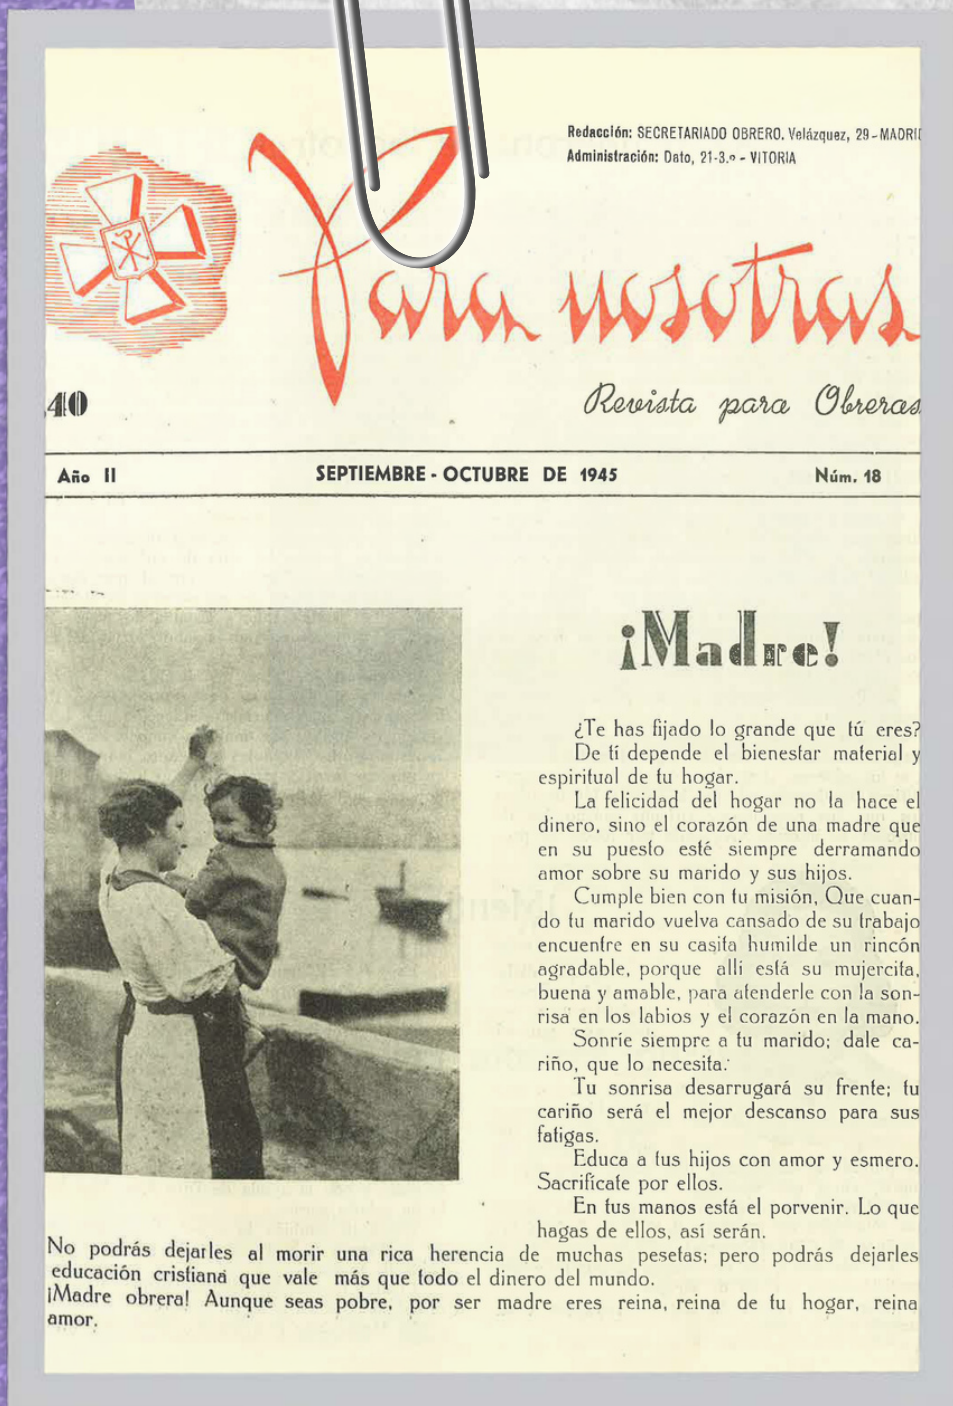 Redacción: SECRETARIADO OBRERO. Velázquez, 29-MADRI
Administración: Dato, 21-3.º - VITORIA
Para nosotras
40
Revista para Obreras
Año II SEPTIEMBRE - OCTUBRE DE 1945 Núm. 18
¡Madre!
¿Te has fijado lo grande que tú eres?
De tí depende el bienestar material y
espiritual de tu hogar.
La felicidad del hogar no la hace el
dinero, sino el corazón de una madre que
en su puesto esté siempre derramando
amor sobre su marido y sus hijos.
Cumple bien con tu misión, Que cuan-
do tu marido vuelva cansado de su trabajo
encuentre en su casita humilde un rincón
agradable, porque allí está su mujercita,
buena y amable, para atenderle con la son-
risa en los labios y el corazón en la mano.
Sonríe siempre a tu marido; dale ca-
riño, que lo necesita.
Tu sonrisa desarrugará su frente; tu
cariño será el mejor descanso para sus
fatigas.
Educa a tus hijos con amor y esmero.
Sacrifícate por ellos.
En tus manos está el porvenir. Lo que
hagas de ellos, así serán.
No podrás dejarles al morir una rica herencia de muchas pesetas; pero podrás dejarles
educación cristiana que vale más que todo el dinero del mundo.
¡Madre obrera! Aunque seas pobre, por ser madre eres reina, reina de tu hogar, reina
amor.